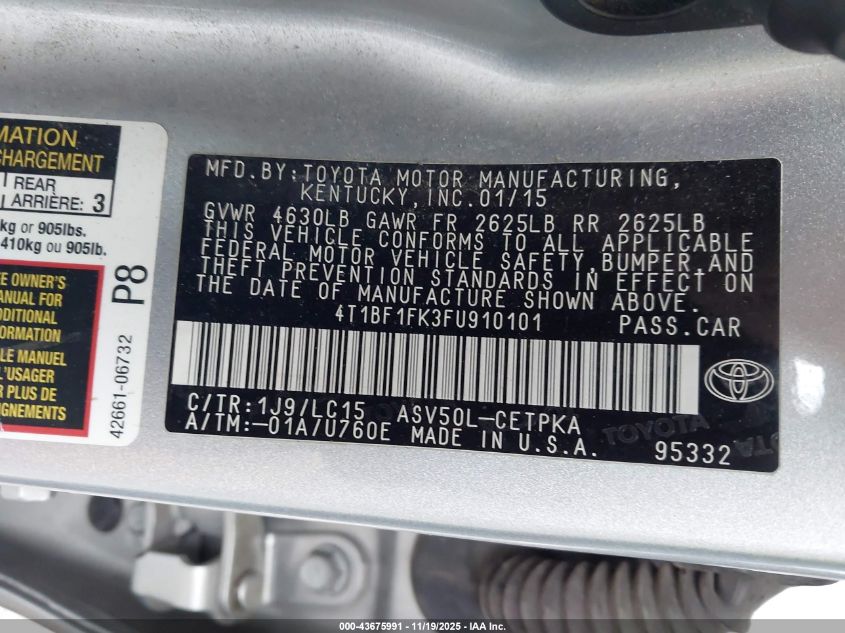 MATION
CHARGEMENT
REAR
ARRIÈRE: 3
kg or 905lbs.
410kg ou 905lb.
E OWNER'S
ANUAL FOR
DDITIONAL
FORMATION
LE MANUEL
L'USAGER
R PLUS DE
IGNEMENTS
P8
42661-06732
MFD.BY:TOYOTA MOTOR MANUFACTURING,
KENTUCKY,INC.01/15
GVWR 4630LB GAWR FR 2625LB RR 2625LB
THIS VEHICLE CONFORMS TO ALL APPLICABLE
FEDERAL MOTOR VEHICLE SAFETY,BUMPER,AND
THEFT PREVENTION STANDARDS IN EFFECT ON
THE DATE OF MANUFACTURE SHOWN ABOVE.
4T1BF1FK3FU910101 PASS.CAR
C/TR:1J9/LC15 ASV50L-CETPKA
A/TM:-01A/U760E MADE IN U.S.A. 95332
TOYOTA
000-43675991 - 11/19/2025 - IAAI, Inc.